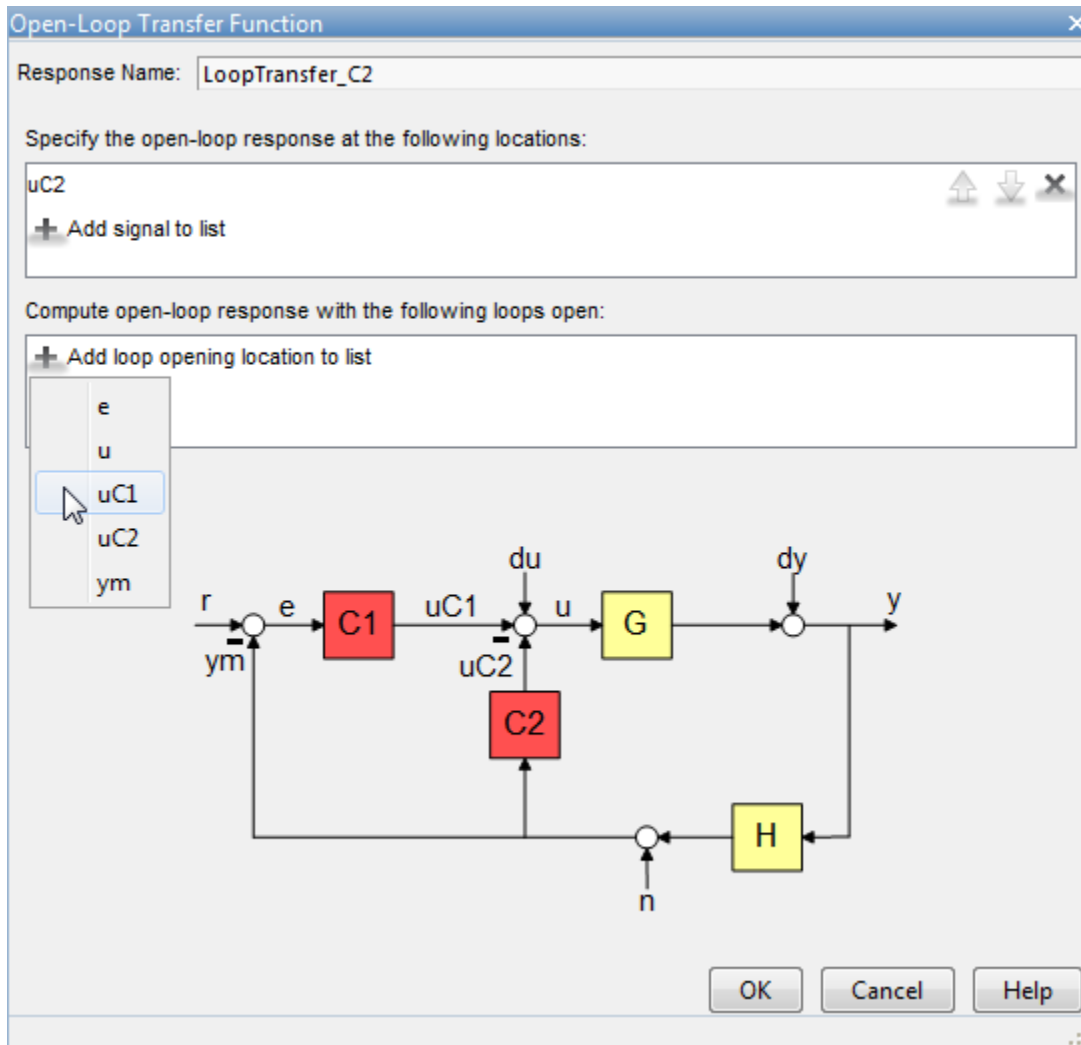 Open-Loop Transfer Function
Response Name: LoopTransfer_C2
Specify the open-loop response at the following locations:
uC2
Add signal to list
Compute open-loop response with the following loops open:
Add loop opening location to list
e
u
uC1
uC2
ym
du
dy
r
e
C1
uC1
u
G
y
ym
uC2
C2
H
n
OK
Cancel
Help